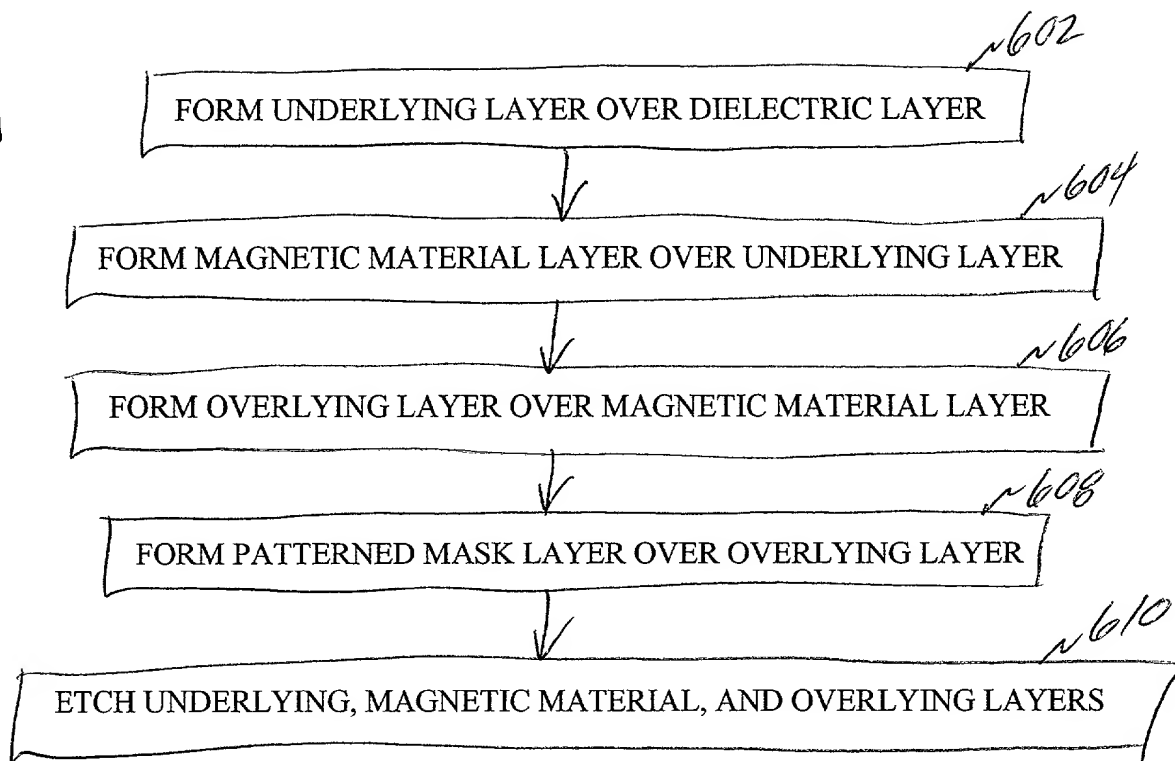 ~602
FORM UNDERLYING LAYER OVER DIELECTRIC LAYER
~604
FORM MAGNETIC MATERIAL LAYER OVER UNDERLYING LAYER
~606
FORM OVERLYING LAYER OVER MAGNETIC MATERIAL LAYER
~608
FORM PATTERNED MASK LAYER OVER OVERLYING LAYER
~610
ETCH UNDERLYING, MAGNETIC MATERIAL, AND OVERLYING LAYERS